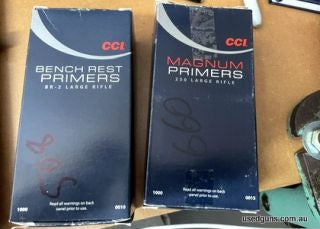 CCI.
BENCH REST
PRIMERS
BR-2 LARGE RIFLE
508
Read all warnings on back
panel prior to use.
1000
0010
CCI.
MAGNUM
PRIMERS
250 LARGE RIFLE
660
Read all warnings on back
panel prior to use.
1000
0015
usedguns.com.au